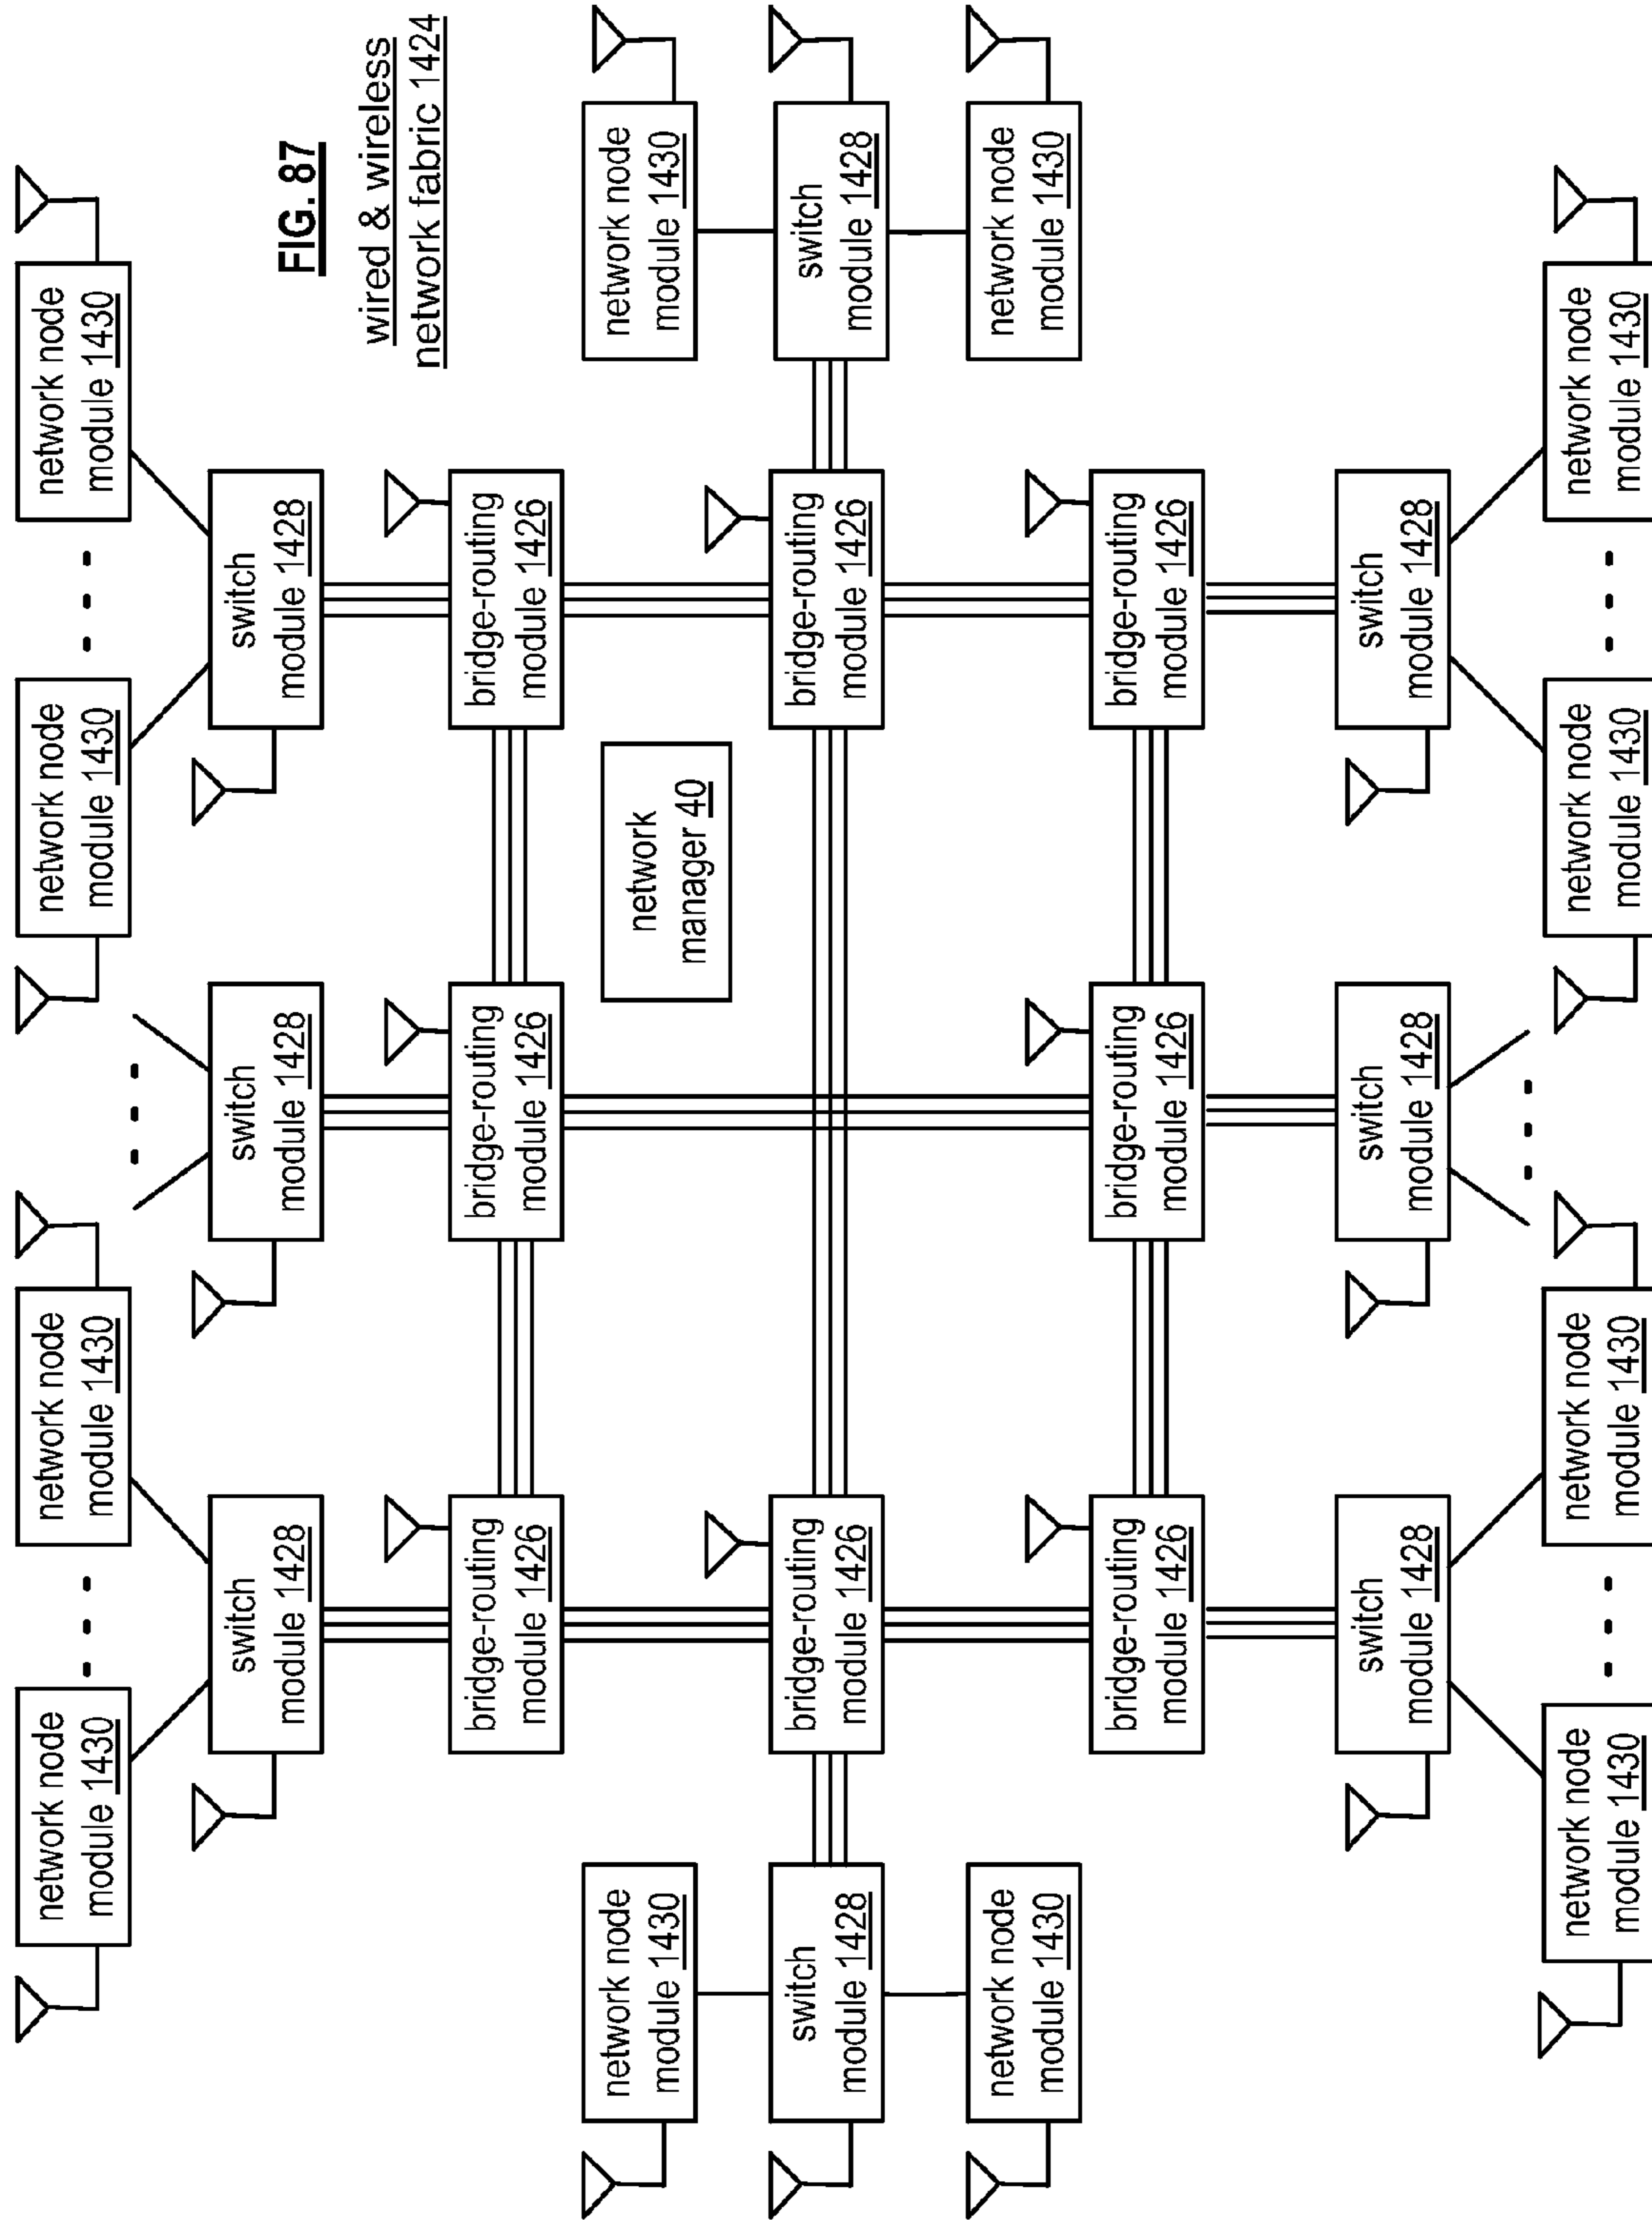 network node
module 1430
network node
module 1430
network node
module 1430
network node
module 1430
switch
module 1428
switch
module 1428
switch
module 1428
FIG. 87
wired & wireless
network fabric 1424
bridge-routing
module 1426
bridge-routing
module 1426
bridge-routing
module 1426
network node
module 1430
network
manager 40
network node
module 1430
switch
module 1428
bridge-routing
module 1426
bridge-routing
module 1426
switch
module 1428
network node
module 1430
network node
module 1430
bridge-routing
module 1426
bridge-routing
module 1426
bridge-routing
module 1426
switch
module 1428
switch
module 1428
switch
module 1428
network node
module 1430
network node
module 1430
network node
module 1430
network node
module 1430